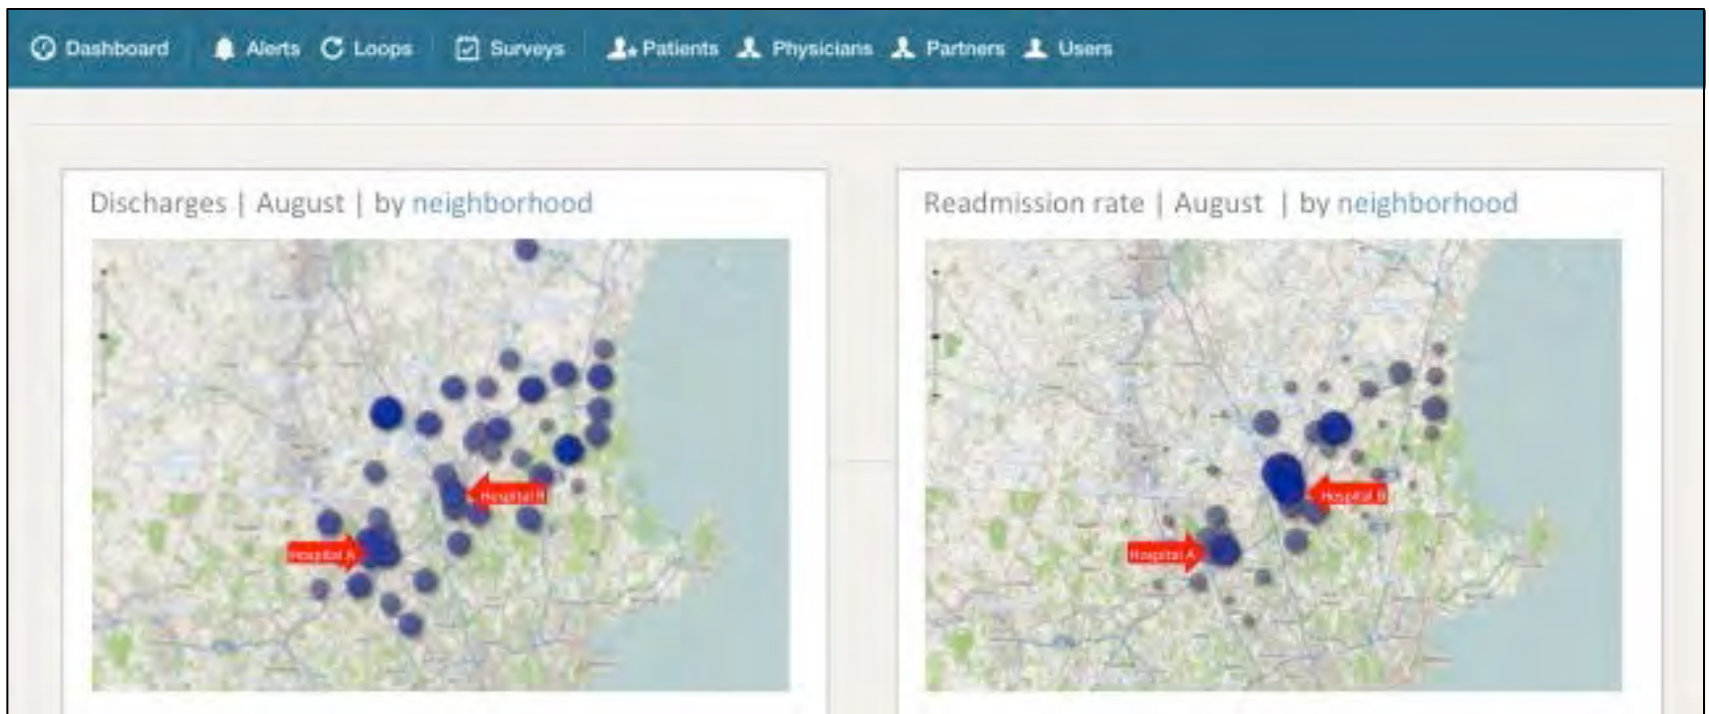 Dashboard Alerts Loops Surveys Patients Physicians Partners Users
Discharges | August | by neighborhood
Hospital B
Hospital A
Readmission rate | August | by neighborhood
Hospital B
Hospital A